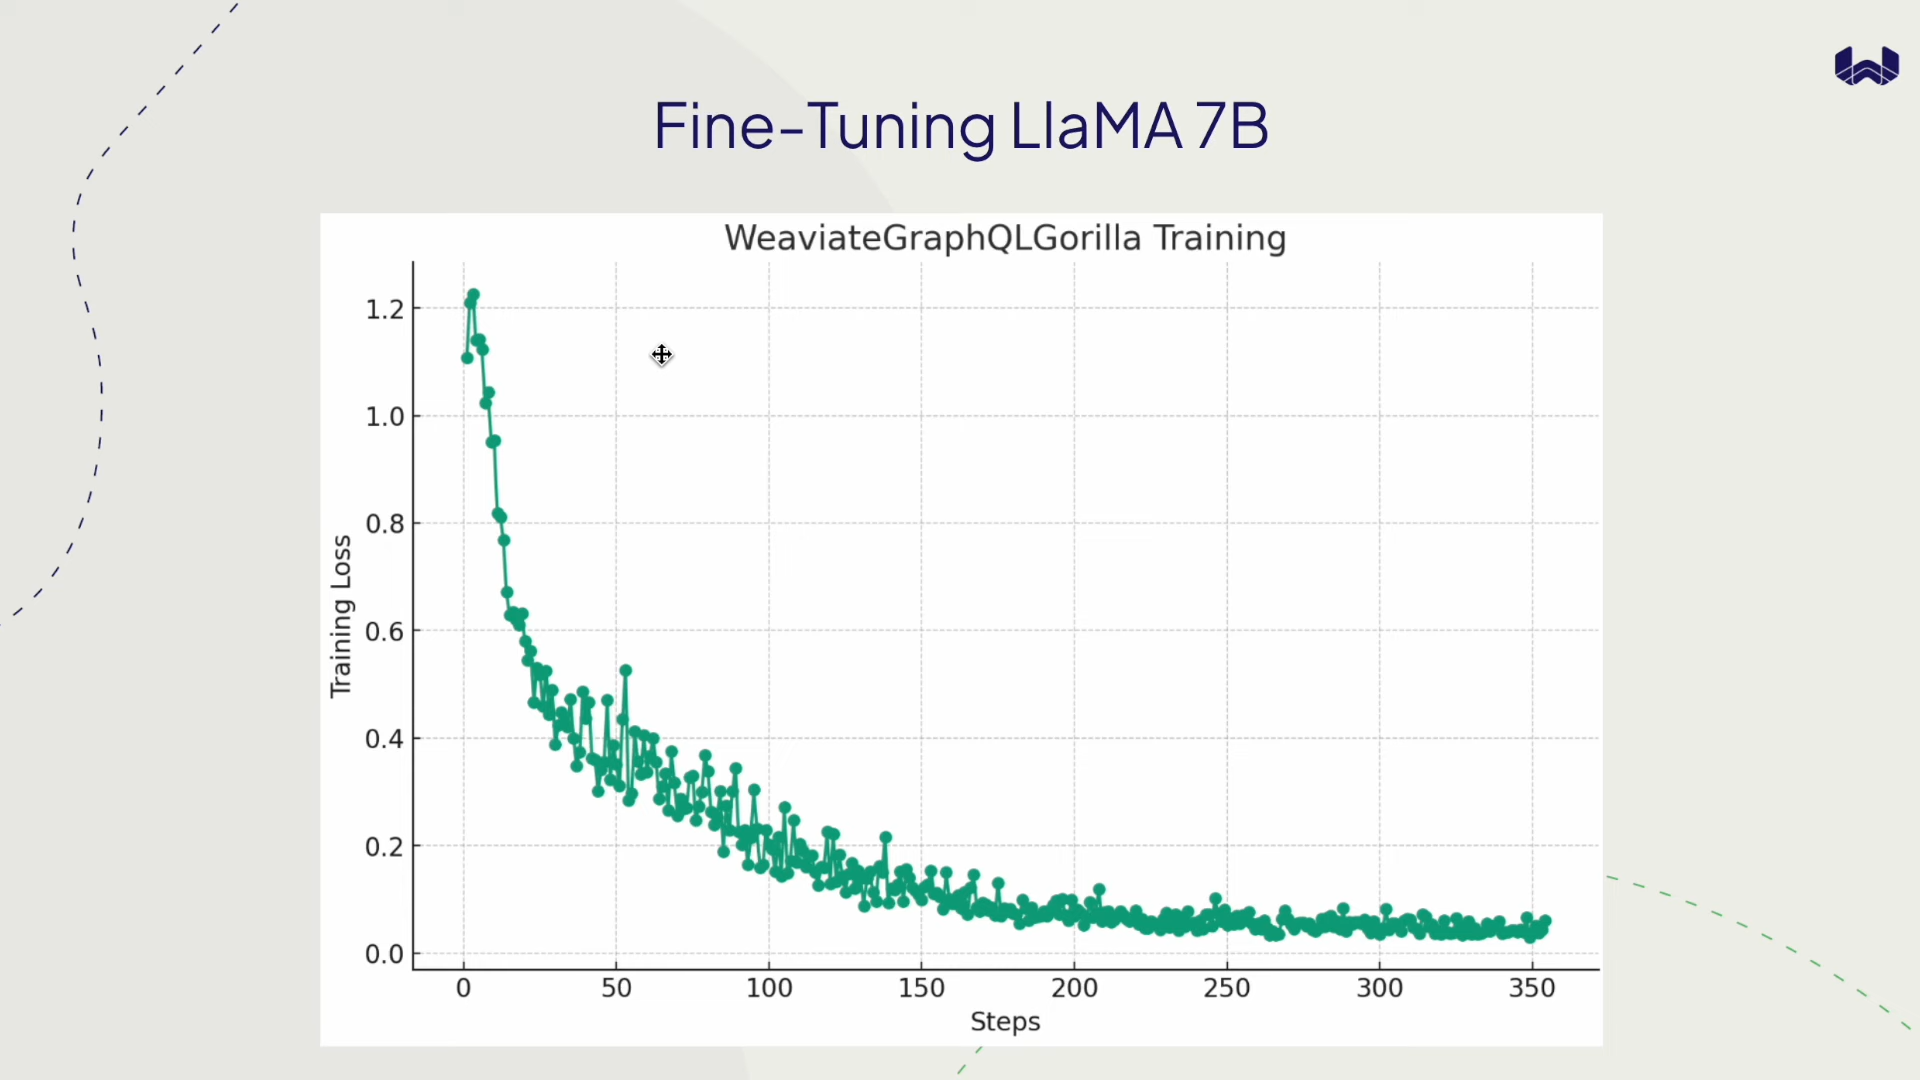 Fine-Tuning LlaMA 7B
WeaviateGraphQLGorilla Training
1.2
1.0
0.8
0.6
0.4
0.2
0.0
Training Loss
0 50 100 150 200 250 300 350
Steps